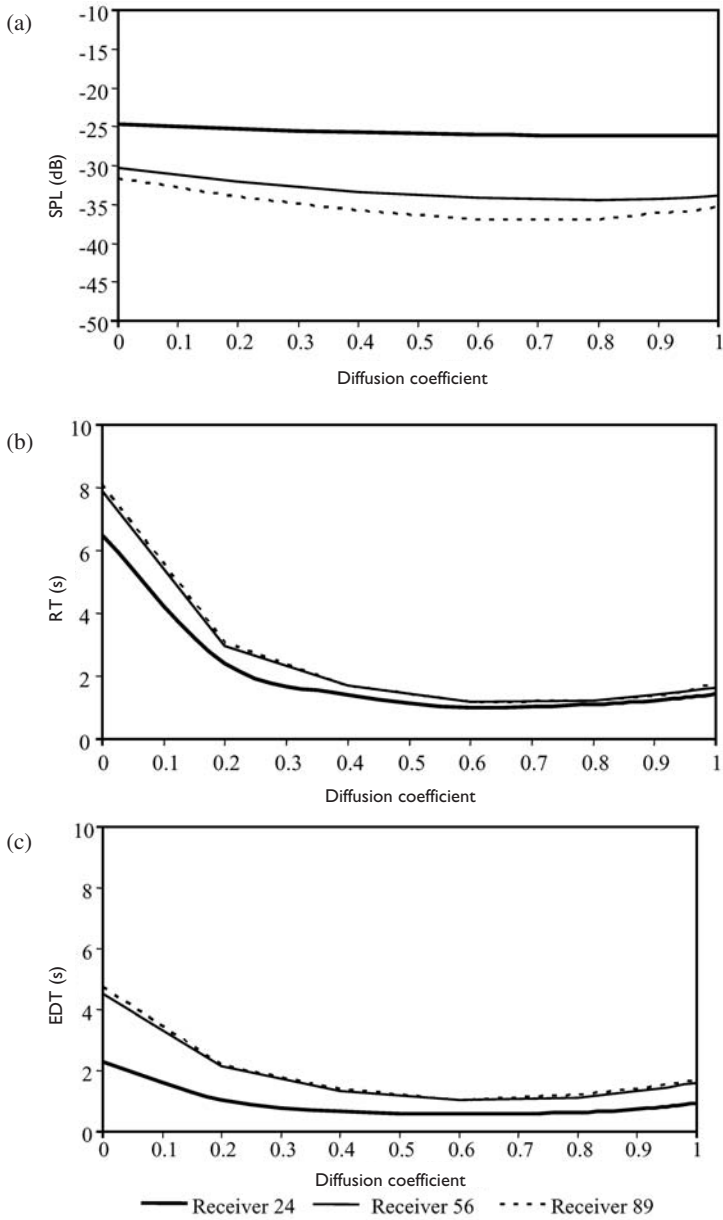 (a)
-10
-15
-20
-25
-30
-35
-40
-45
-50
SPL (dB)
0 0.1 0.2 0.3 0.4 0.5 0.6 0.7 0.8 0.9 1
Diffusion coefficient
(b)
10
8
6
4
2
0
RT (s)
0 0.1 0.2 0.3 0.4 0.5 0.6 0.7 0.8 0.9 1
Diffusion coefficient
(c)
10
8
6
4
2
0
EDT (s)
0 0.1 0.2 0.3 0.4 0.5 0.6 0.7 0.8 0.9 1
Diffusion coefficient
Receiver 24 Receiver 56 Receiver 89